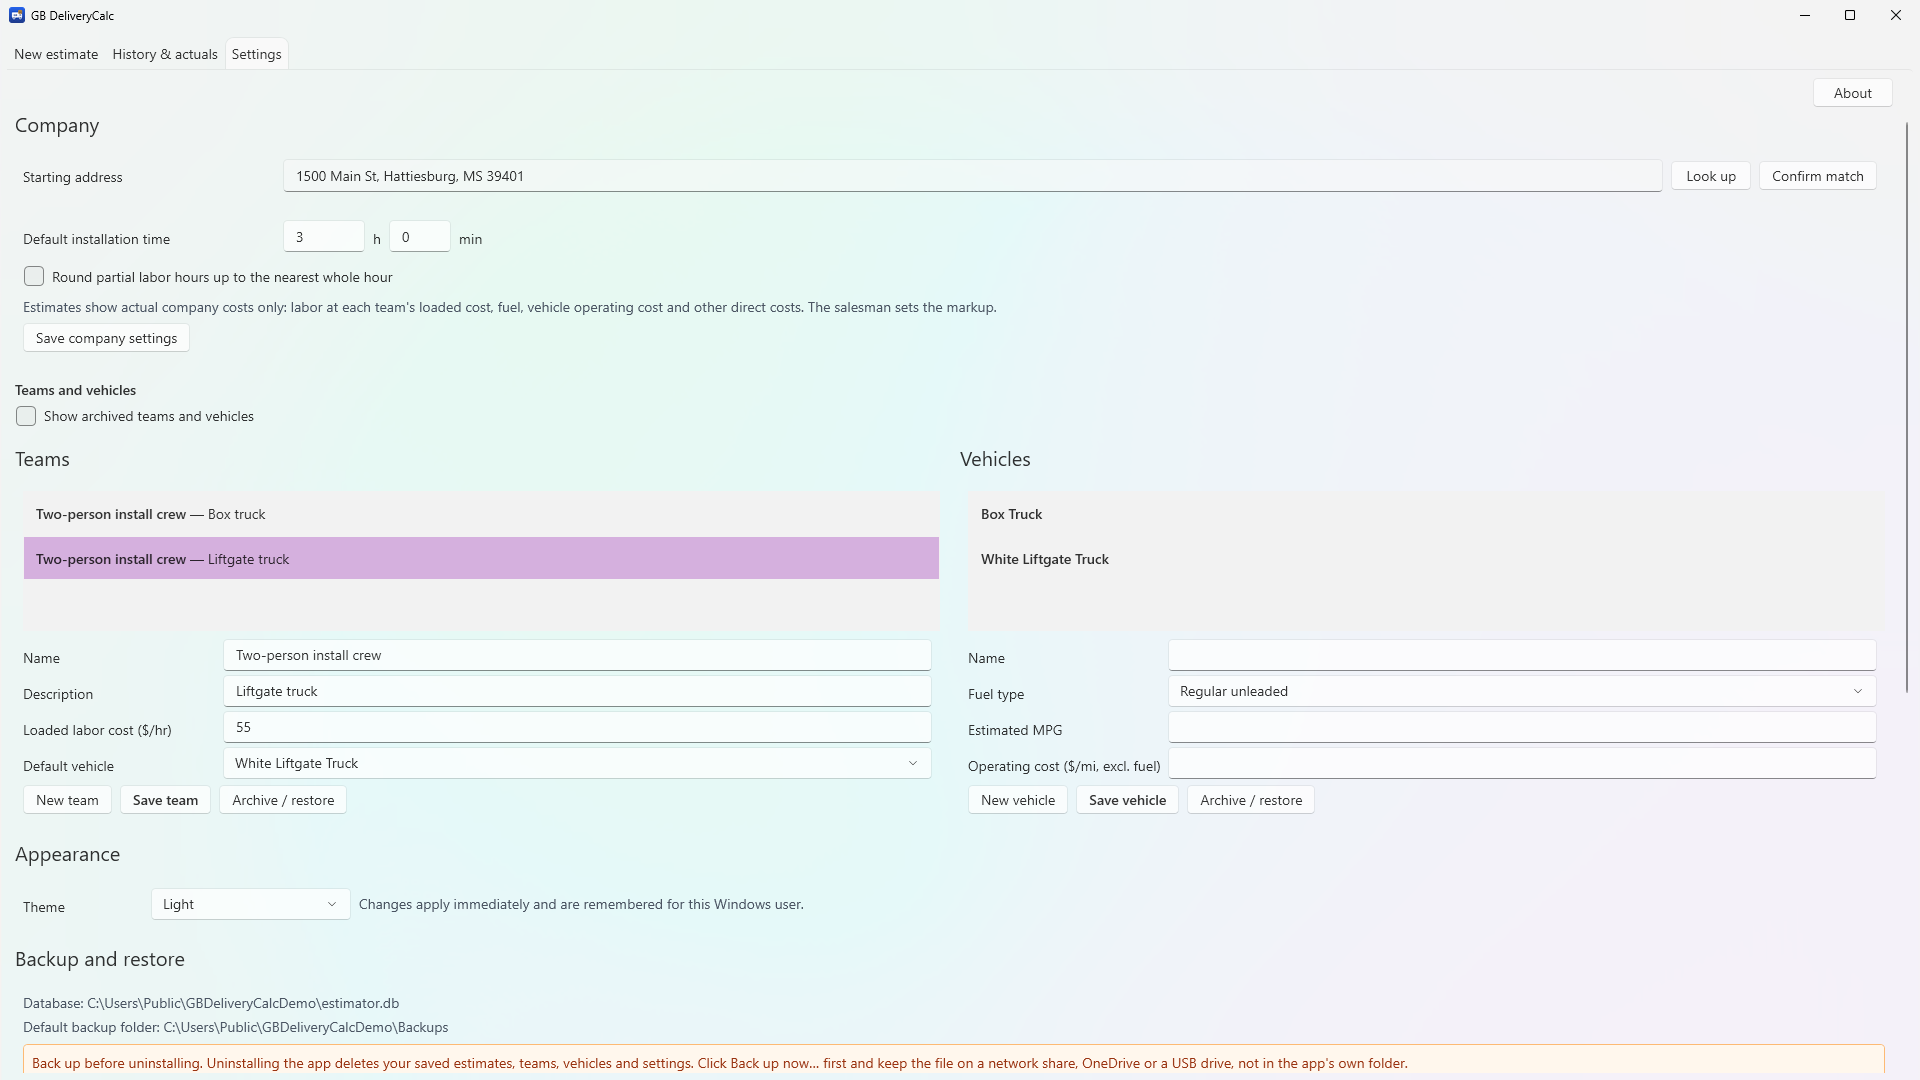 GB DeliveryCalc
New estimate History & actuals Settings
About
Company
Starting address 1500 Main St, Hattiesburg, MS 39401 Look up Confirm match
Default installation time 3 h 0 min
Round partial labor hours up to the nearest whole hour
Estimates show actual company costs only: labor at each team's loaded cost, fuel, vehicle operating cost and other direct costs. The salesman sets the markup.
Save company settings
Teams and vehicles
Show archived teams and vehicles
Teams
Two-person install crew — Box truck
Two-person install crew — Liftgate truck
Name Two-person install crew
Description Liftgate truck
Loaded labor cost ($/hr) 55
Default vehicle White Liftgate Truck
New team Save team Archive / restore
Vehicles
Box Truck
White Liftgate Truck
Name
Fuel type Regular unleaded
Estimated MPG
Operating cost ($/mi, excl. fuel)
New vehicle Save vehicle Archive / restore
Appearance
Theme Light Changes apply immediately and are remembered for this Windows user.
Backup and restore
Database: C:\Users\Public\GBDeliveryCalcDemo\estimator.db
Default backup folder: C:\Users\Public\GBDeliveryCalcDemo\Backups
Back up before uninstalling. Uninstalling the app deletes your saved estimates, teams, vehicles and settings. Click Back up now... first and keep the file on a network share, OneDrive or a USB drive, not in the app's own folder.